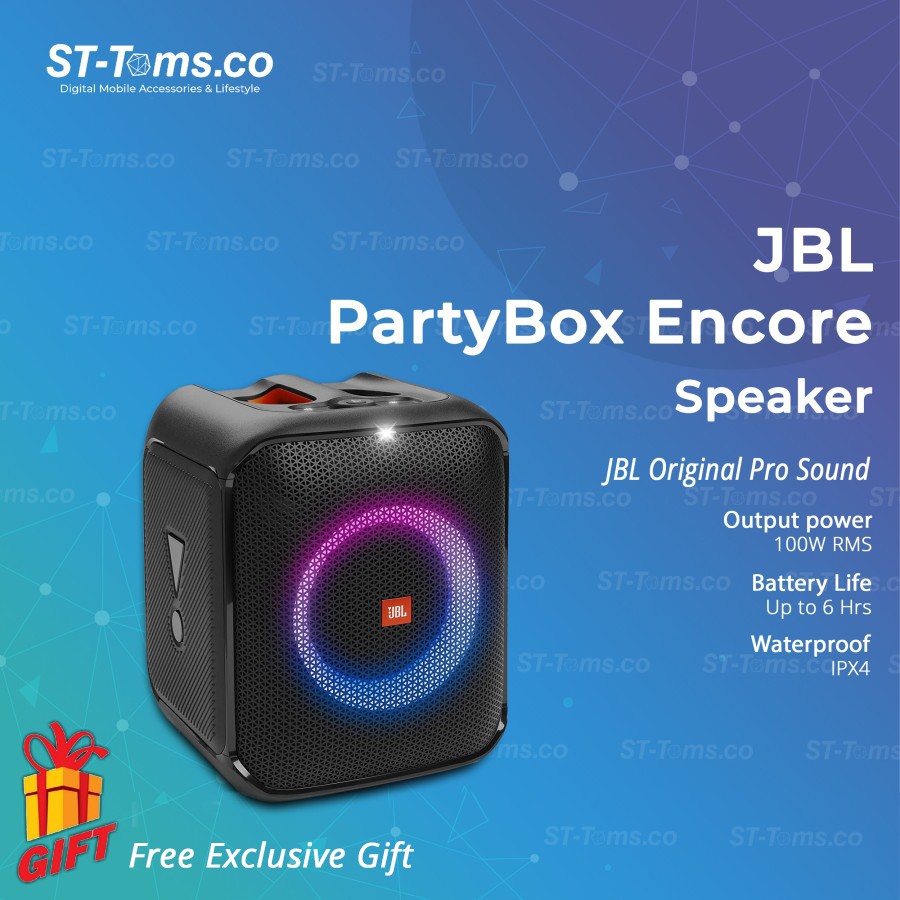 ST-Toms.co
Digital Mobile Accessories & Lifestyle
JBL
PartyBox Encore
Speaker
JBL Original Pro Sound
Output power
100W RMS
Battery Life
Up to 6 Hrs
Waterproof
IPX4
JBL
GIFT
Free Exclusive Gift